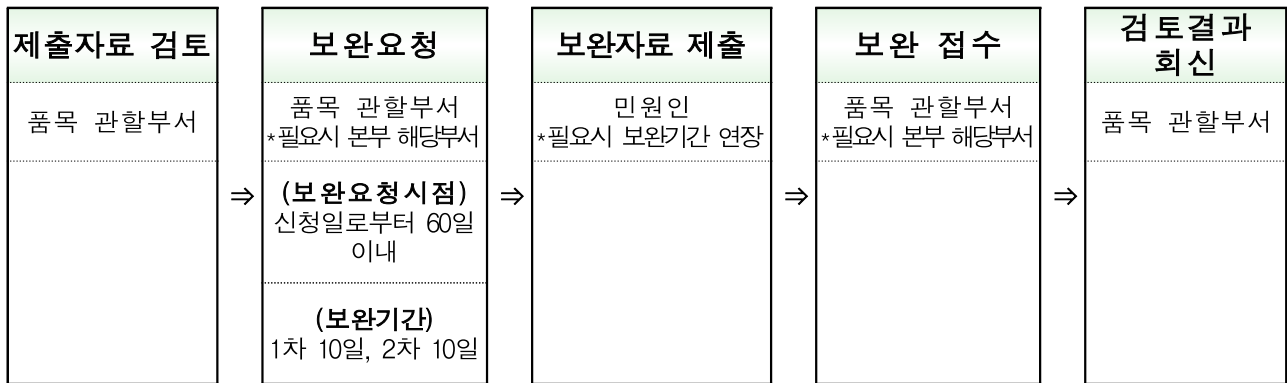 제출자료 검토
품목 관할부서
⇒
보완요청
품목 관할부서
*필요시 본부 해당부서
(보완요청시점)
신청일로부터 60일
이내
(보완기간)
1차 10일, 2차 10일
⇒
보완자료 제출
민원인
*필요시 보완기간 연장
⇒
보완 접수
품목 관할부서
*필요시 본부 해당부서
⇒
검토결과
회신
품목 관할부서